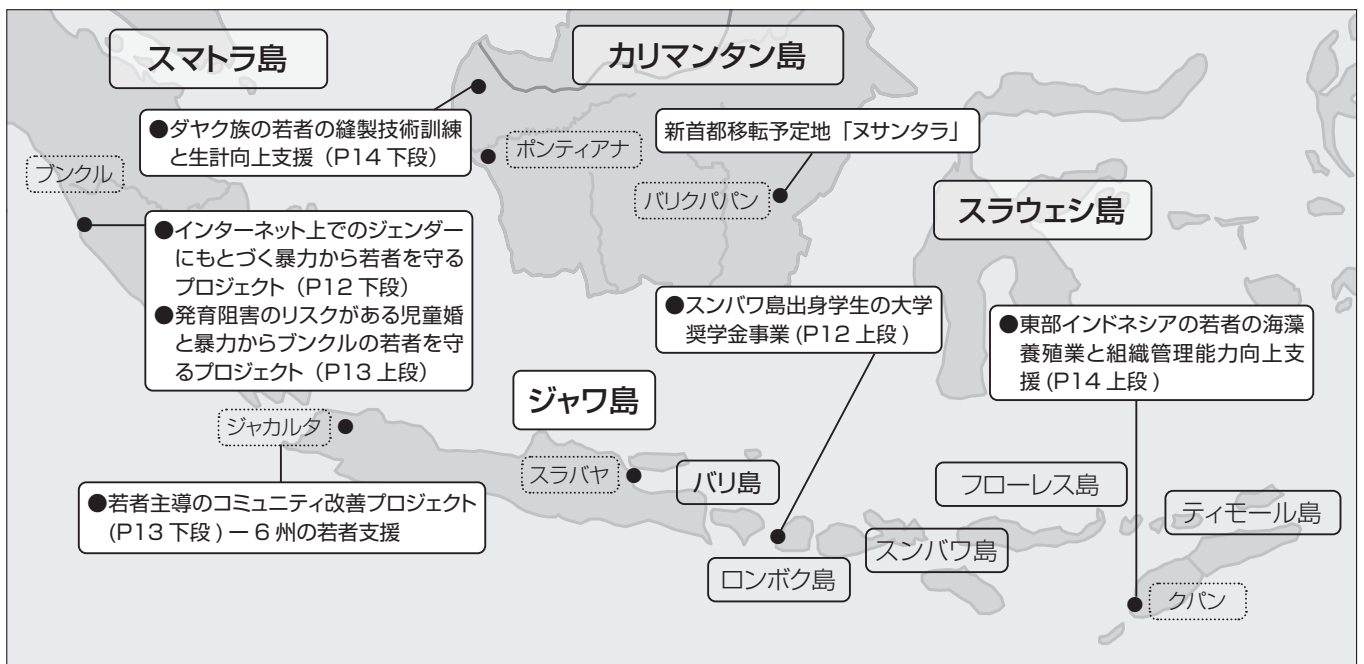 スマトラ島
カリマンタン島
●ダヤク族の若者の縫製技術訓練
と生計向上支援（P14 下段）
ポンティアナ
新首都移転予定地「ヌサンタラ」
ブンクル
バリクパパン
スラウェシ島
●インターネット上でのジェンダー
にもとづく暴力から若者を守る
プロジェクト（P12 下段）
●発育阻害のリスクがある児童婚
と暴力からブンクルの若者を守
るプロジェクト（P13 上段）
●スンバワ島出身学生の大学
奨学金事業 (P12 上段 )
●東部インドネシアの若者の海藻
養殖業と組織管理能力向上支
援 (P14 上段 )
ジャワ島
ジャカルタ
スラバヤ
バリ島
フローレス島
ティモール島
●若者主導のコミュニティ改善プロジェクト
(P13 下段 ) ー 6 州の若者支援
スンバワ島
ロンボク島
クパン